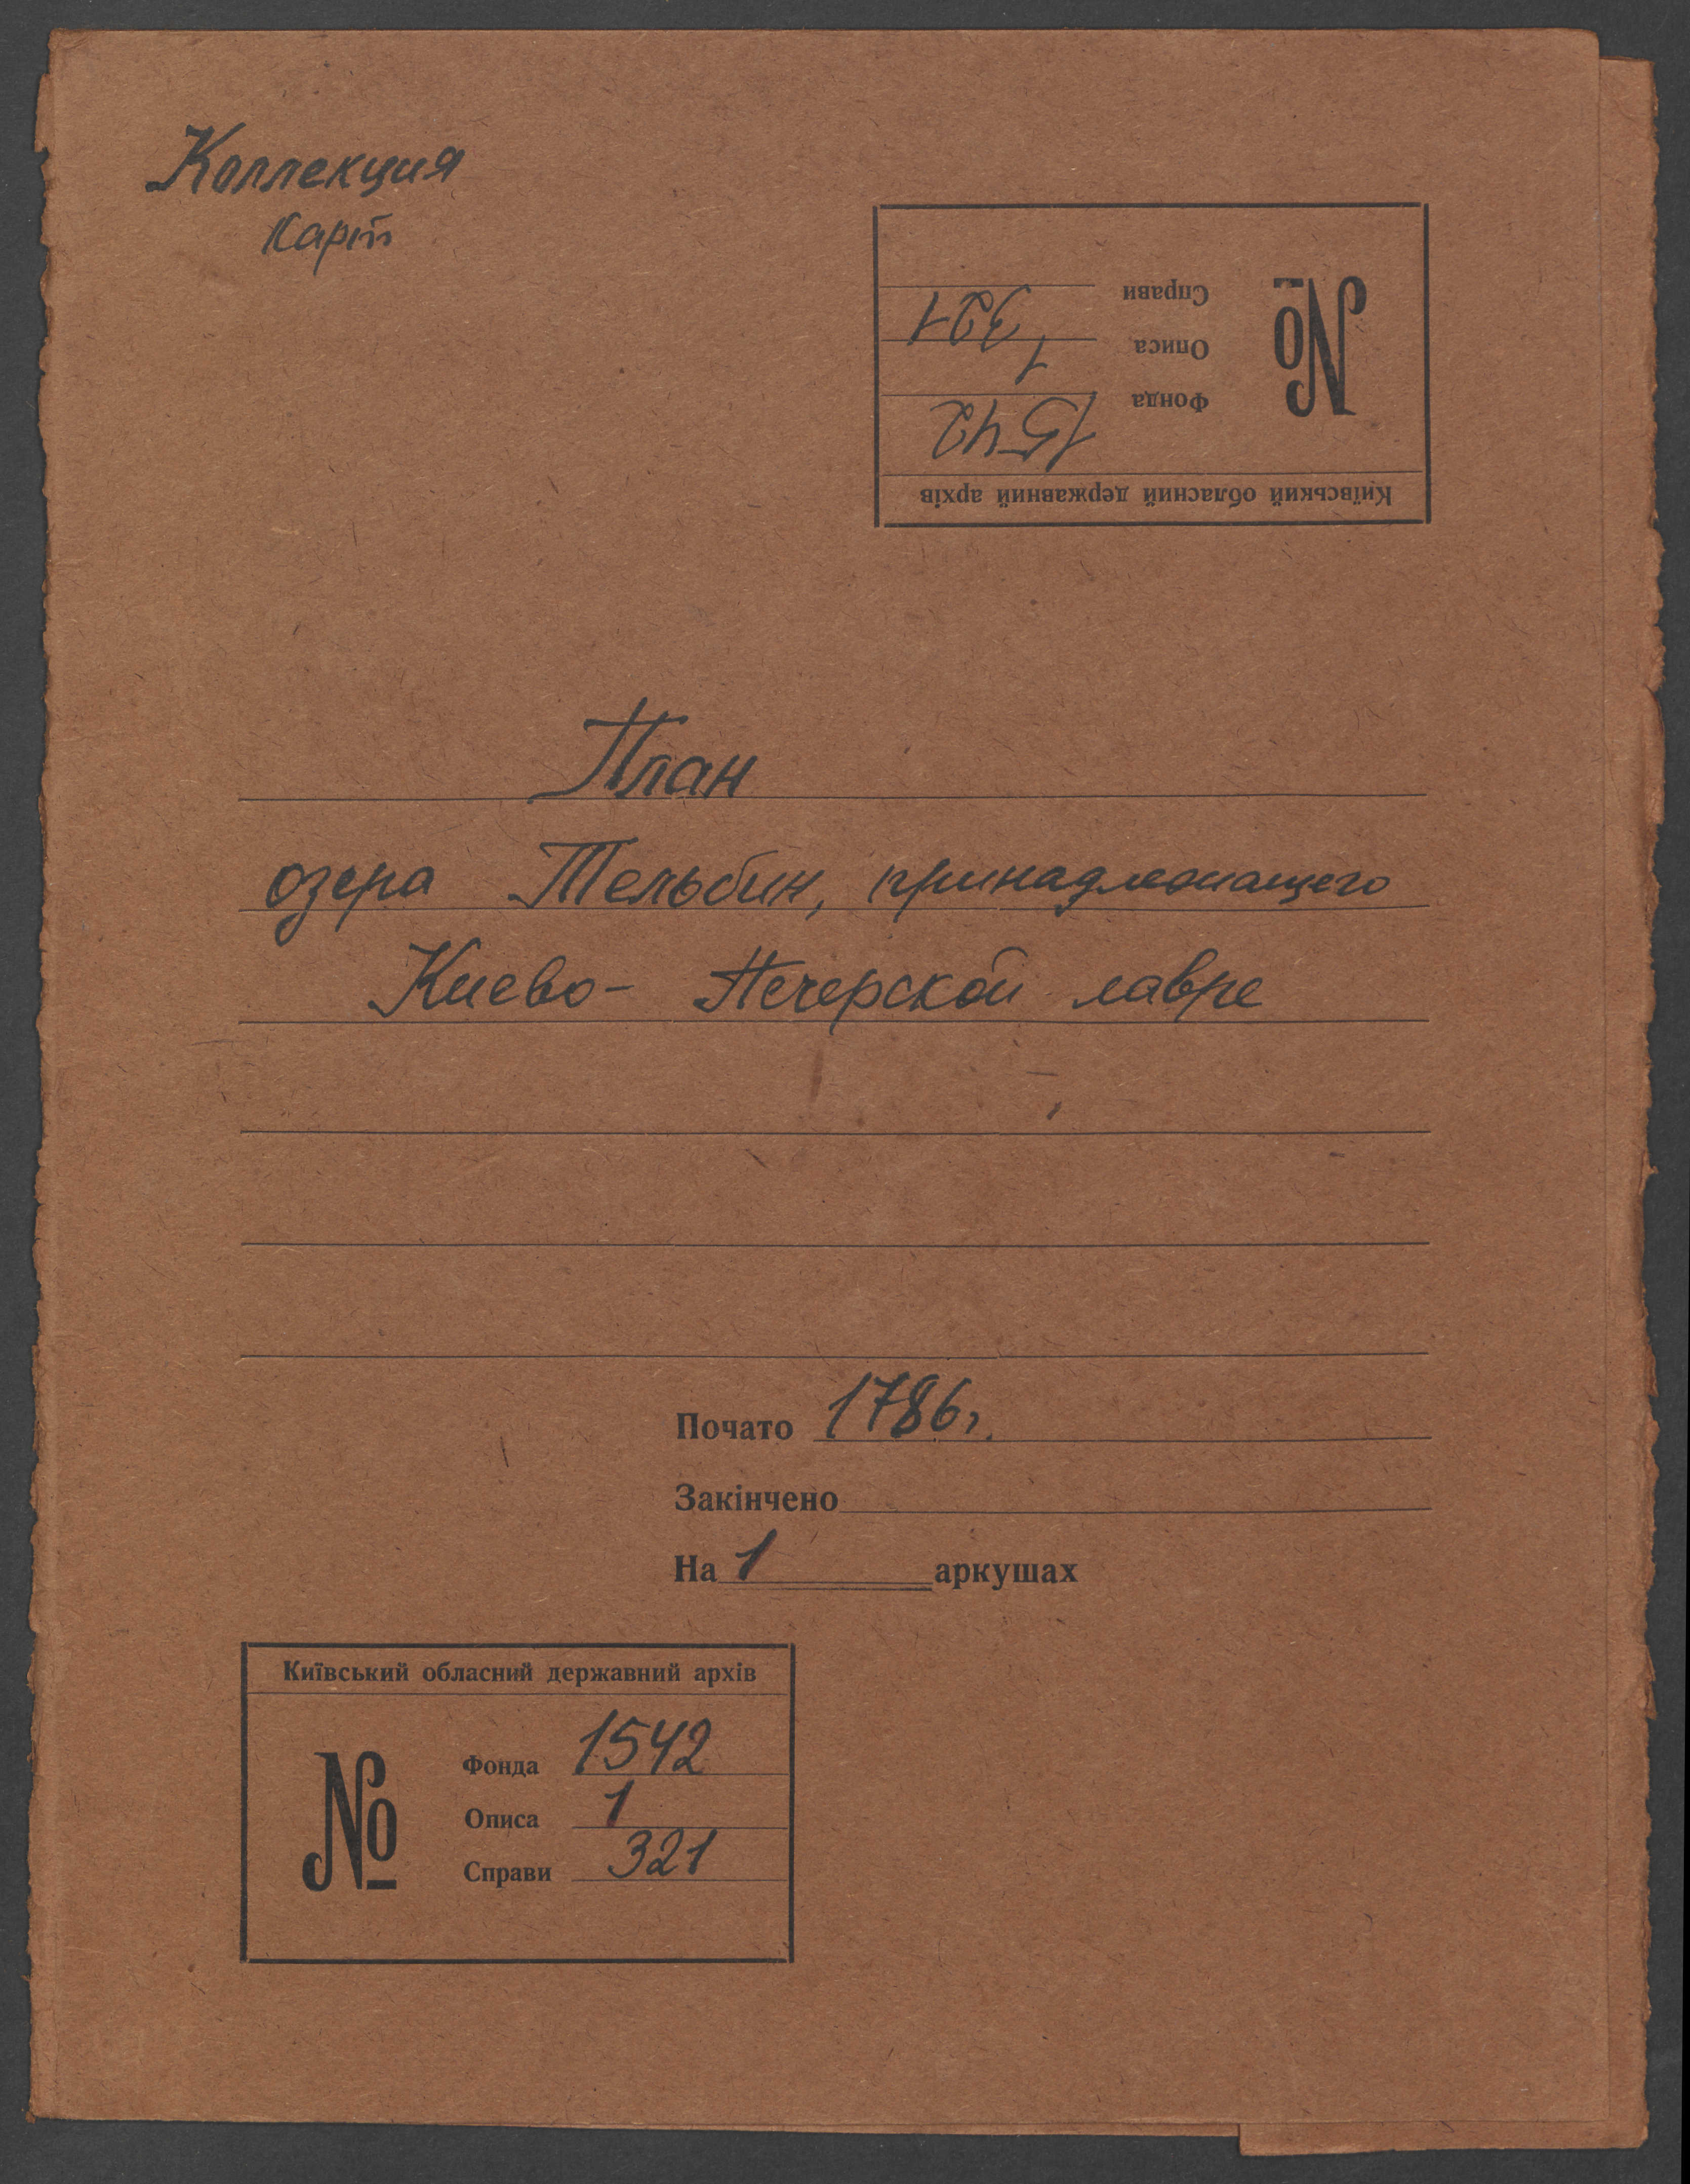 Коллекция
карт
Київський обласний державний архів
№
Фонда 1542
Описа 1
Справи 321
План
озера Тельбин, принадлежащего
Киево- Печерской лавре
Почато 1786г.
Закінчено
На 1 аркушах
Київський обласний державний архів
№
Фонда 1542
Описа 1
Справи 321